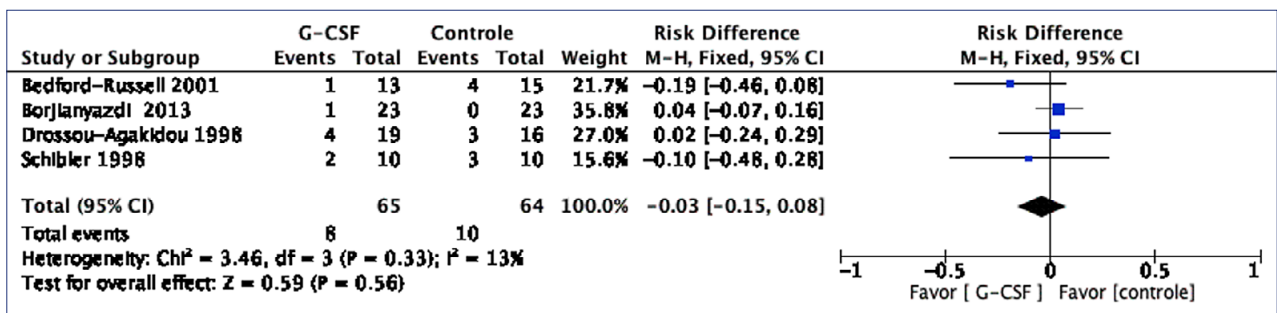 G-CSF Controle Risk Difference Risk Difference
Study or Subgroup Events Total Events Total Weight M-H, Fixed, 95% CI M-H, Fixed, 95% CI
Bedford-Russell 2001 1 13 4 15 21.7% -0.19 [-0.46, 0.08]
Borjianyazdi 2013 1 23 0 23 35.8% 0.04 [-0.07, 0.16]
Drossou-Agakidou 1998 4 19 3 16 27.0% 0.02 [-0.24, 0.29]
Schibler 1998 2 10 3 10 15.6% -0.10 [-0.48, 0.28]
Total (95% CI) 65 64 100.0% -0.03 [-0.15, 0.08]
Total events 8 10
Heterogeneity: Chi² = 3.46, df = 3 (P = 0.33); I² = 13%
Test for overall effect: Z = 0.59 (P = 0.56)
-1 -0.5 0 0.5 1
Favor [ G-CSF ] Favor [controle]